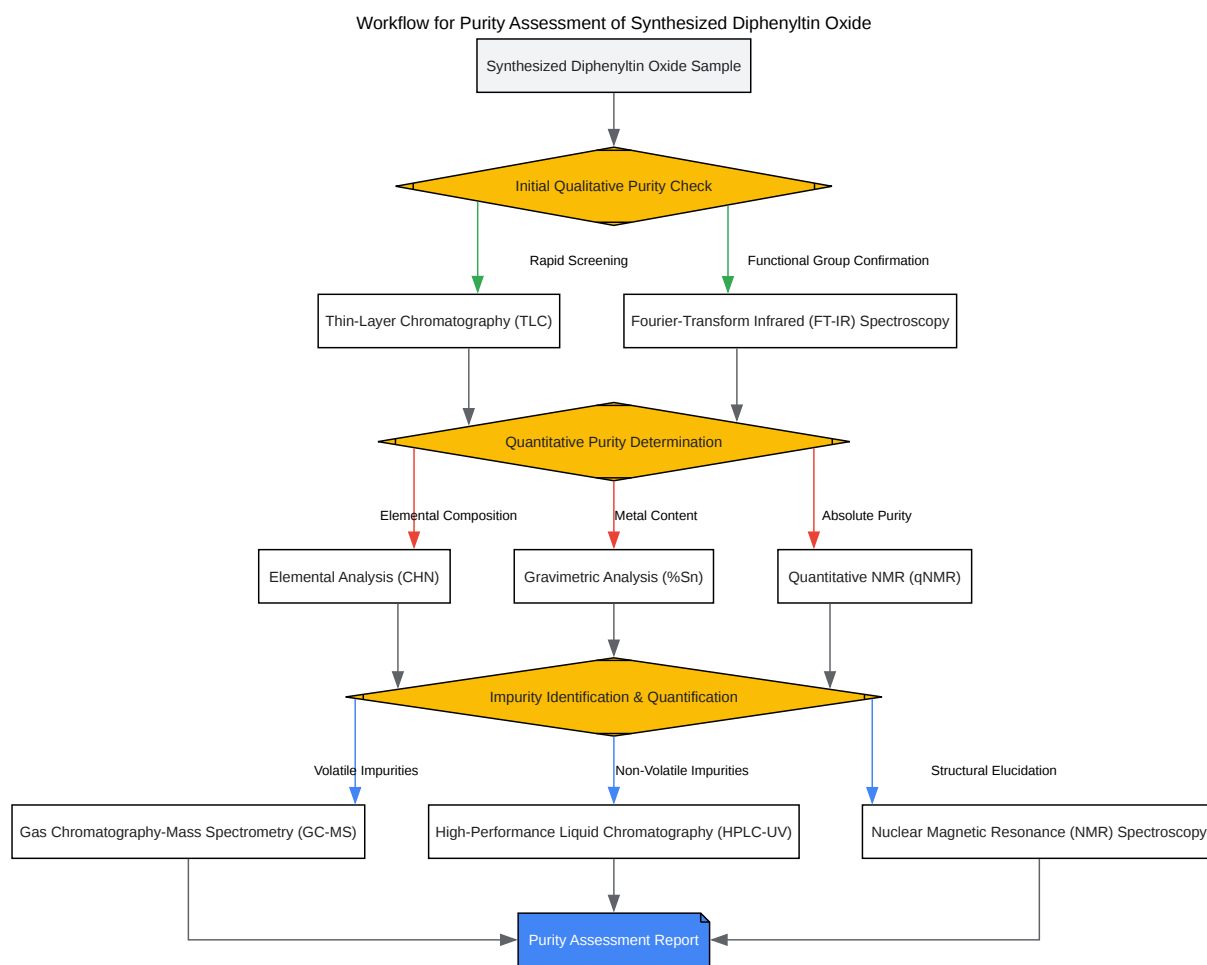 Workflow for Purity Assessment of Synthesized Diphenyltin Oxide
Synthesized Diphenyltin Oxide Sample
Initial Qualitative Purity Check
Rapid Screening
Functional Group Confirmation
Thin-Layer Chromatography (TLC)
Fourier-Transform Infrared (FT-IR) Spectroscopy
Quantitative Purity Determination
Elemental Composition
Metal Content
Absolute Purity
Elemental Analysis (CHN)
Gravimetric Analysis (%Sn)
Quantitative NMR (qNMR)
Impurity Identification & Quantification
Volatile Impurities
Non-Volatile Impurities
Structural Elucidation
Gas Chromatography-Mass Spectrometry (GC-MS)
High-Performance Liquid Chromatography (HPLC-UV)
Nuclear Magnetic Resonance (NMR) Spectroscopy
Purity Assessment Report